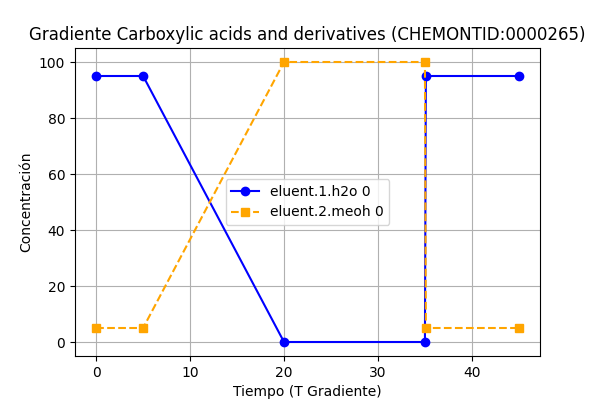 Gradiente Carboxylic acids and derivatives (CHEMONTID:0000265)
100
80
60
40
20
0
Concentración
eluent.1.h2o 0
eluent.2.meoh 0
0 10 20 30 40
Tiempo (T Gradiente)